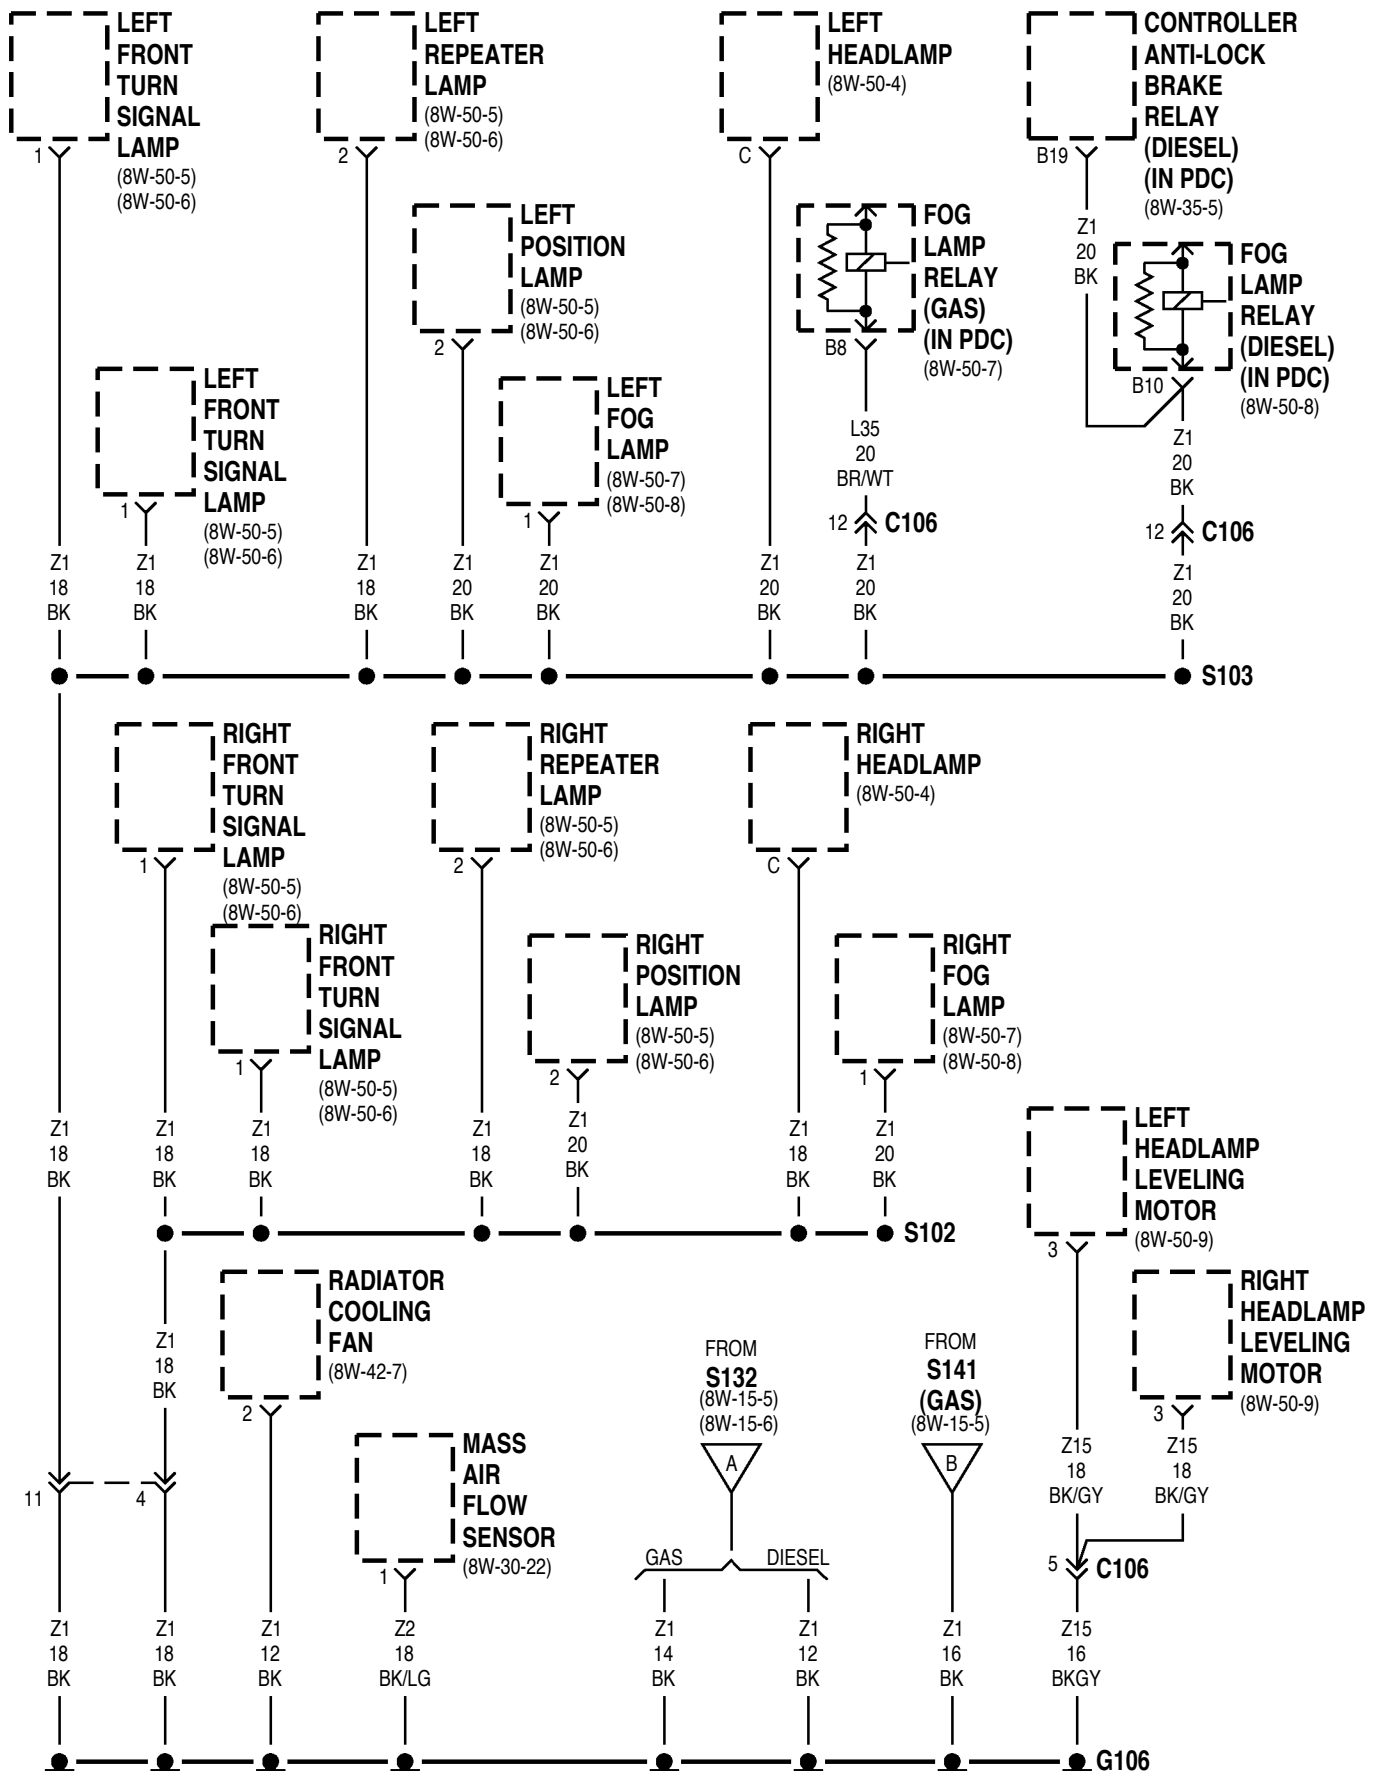 LEFT
FRONT
TURN
SIGNAL
LAMP
(8W-50-5)
(8W-50-6)
1
LEFT
REPEATER
LAMP
(8W-50-5)
(8W-50-6)
2
LEFT
HEADLAMP
(8W-50-4)
C
CONTROLLER
ANTI-LOCK
BRAKE
RELAY
(DIESEL)
(IN PDC)
(8W-35-5)
B19
Z1
20
BK
LEFT
POSITION
LAMP
(8W-50-5)
(8W-50-6)
2
FOG
LAMP
RELAY
(GAS)
(IN PDC)
(8W-50-7)
B8
L35
20
BR/WT
12
C106
FOG
LAMP
RELAY
(DIESEL)
(IN PDC)
(8W-50-8)
B10
Z1
20
BK
12
C106
LEFT
FRONT
TURN
SIGNAL
LAMP
(8W-50-5)
(8W-50-6)
1
LEFT
FOG
LAMP
(8W-50-7)
(8W-50-8)
1
Z1
18
BK
Z1
18
BK
Z1
18
BK
Z1
20
BK
Z1
20
BK
Z1
20
BK
Z1
20
BK
Z1
20
BK
S103
RIGHT
FRONT
TURN
SIGNAL
LAMP
(8W-50-5)
(8W-50-6)
1
RIGHT
REPEATER
LAMP
(8W-50-5)
(8W-50-6)
2
RIGHT
HEADLAMP
(8W-50-4)
C
RIGHT
FRONT
TURN
SIGNAL
LAMP
(8W-50-5)
(8W-50-6)
1
RIGHT
POSITION
LAMP
(8W-50-5)
(8W-50-6)
2
RIGHT
FOG
LAMP
(8W-50-7)
(8W-50-8)
1
Z1
18
BK
Z1
18
BK
Z1
18
BK
Z1
18
BK
Z1
20
BK
Z1
18
BK
Z1
20
BK
S102
LEFT
HEADLAMP
LEVELING
MOTOR
(8W-50-9)
3
RIGHT
HEADLAMP
LEVELING
MOTOR
(8W-50-9)
3
Z1
18
BK
RADIATOR
COOLING
FAN
(8W-42-7)
2
MASS
AIR
FLOW
SENSOR
(8W-30-22)
1
FROM
S132
(8W-15-5)
(8W-15-6)
A
FROM
S141
(GAS)
(8W-15-5)
B
Z15
18
BK/GY
Z15
18
BK/GY
11
4
GAS
DIESEL
5
C106
Z1
18
BK
Z1
18
BK
Z1
12
BK
Z2
18
BK/LG
Z1
14
BK
Z1
12
BK
Z1
16
BK
Z15
16
BKGY
G106